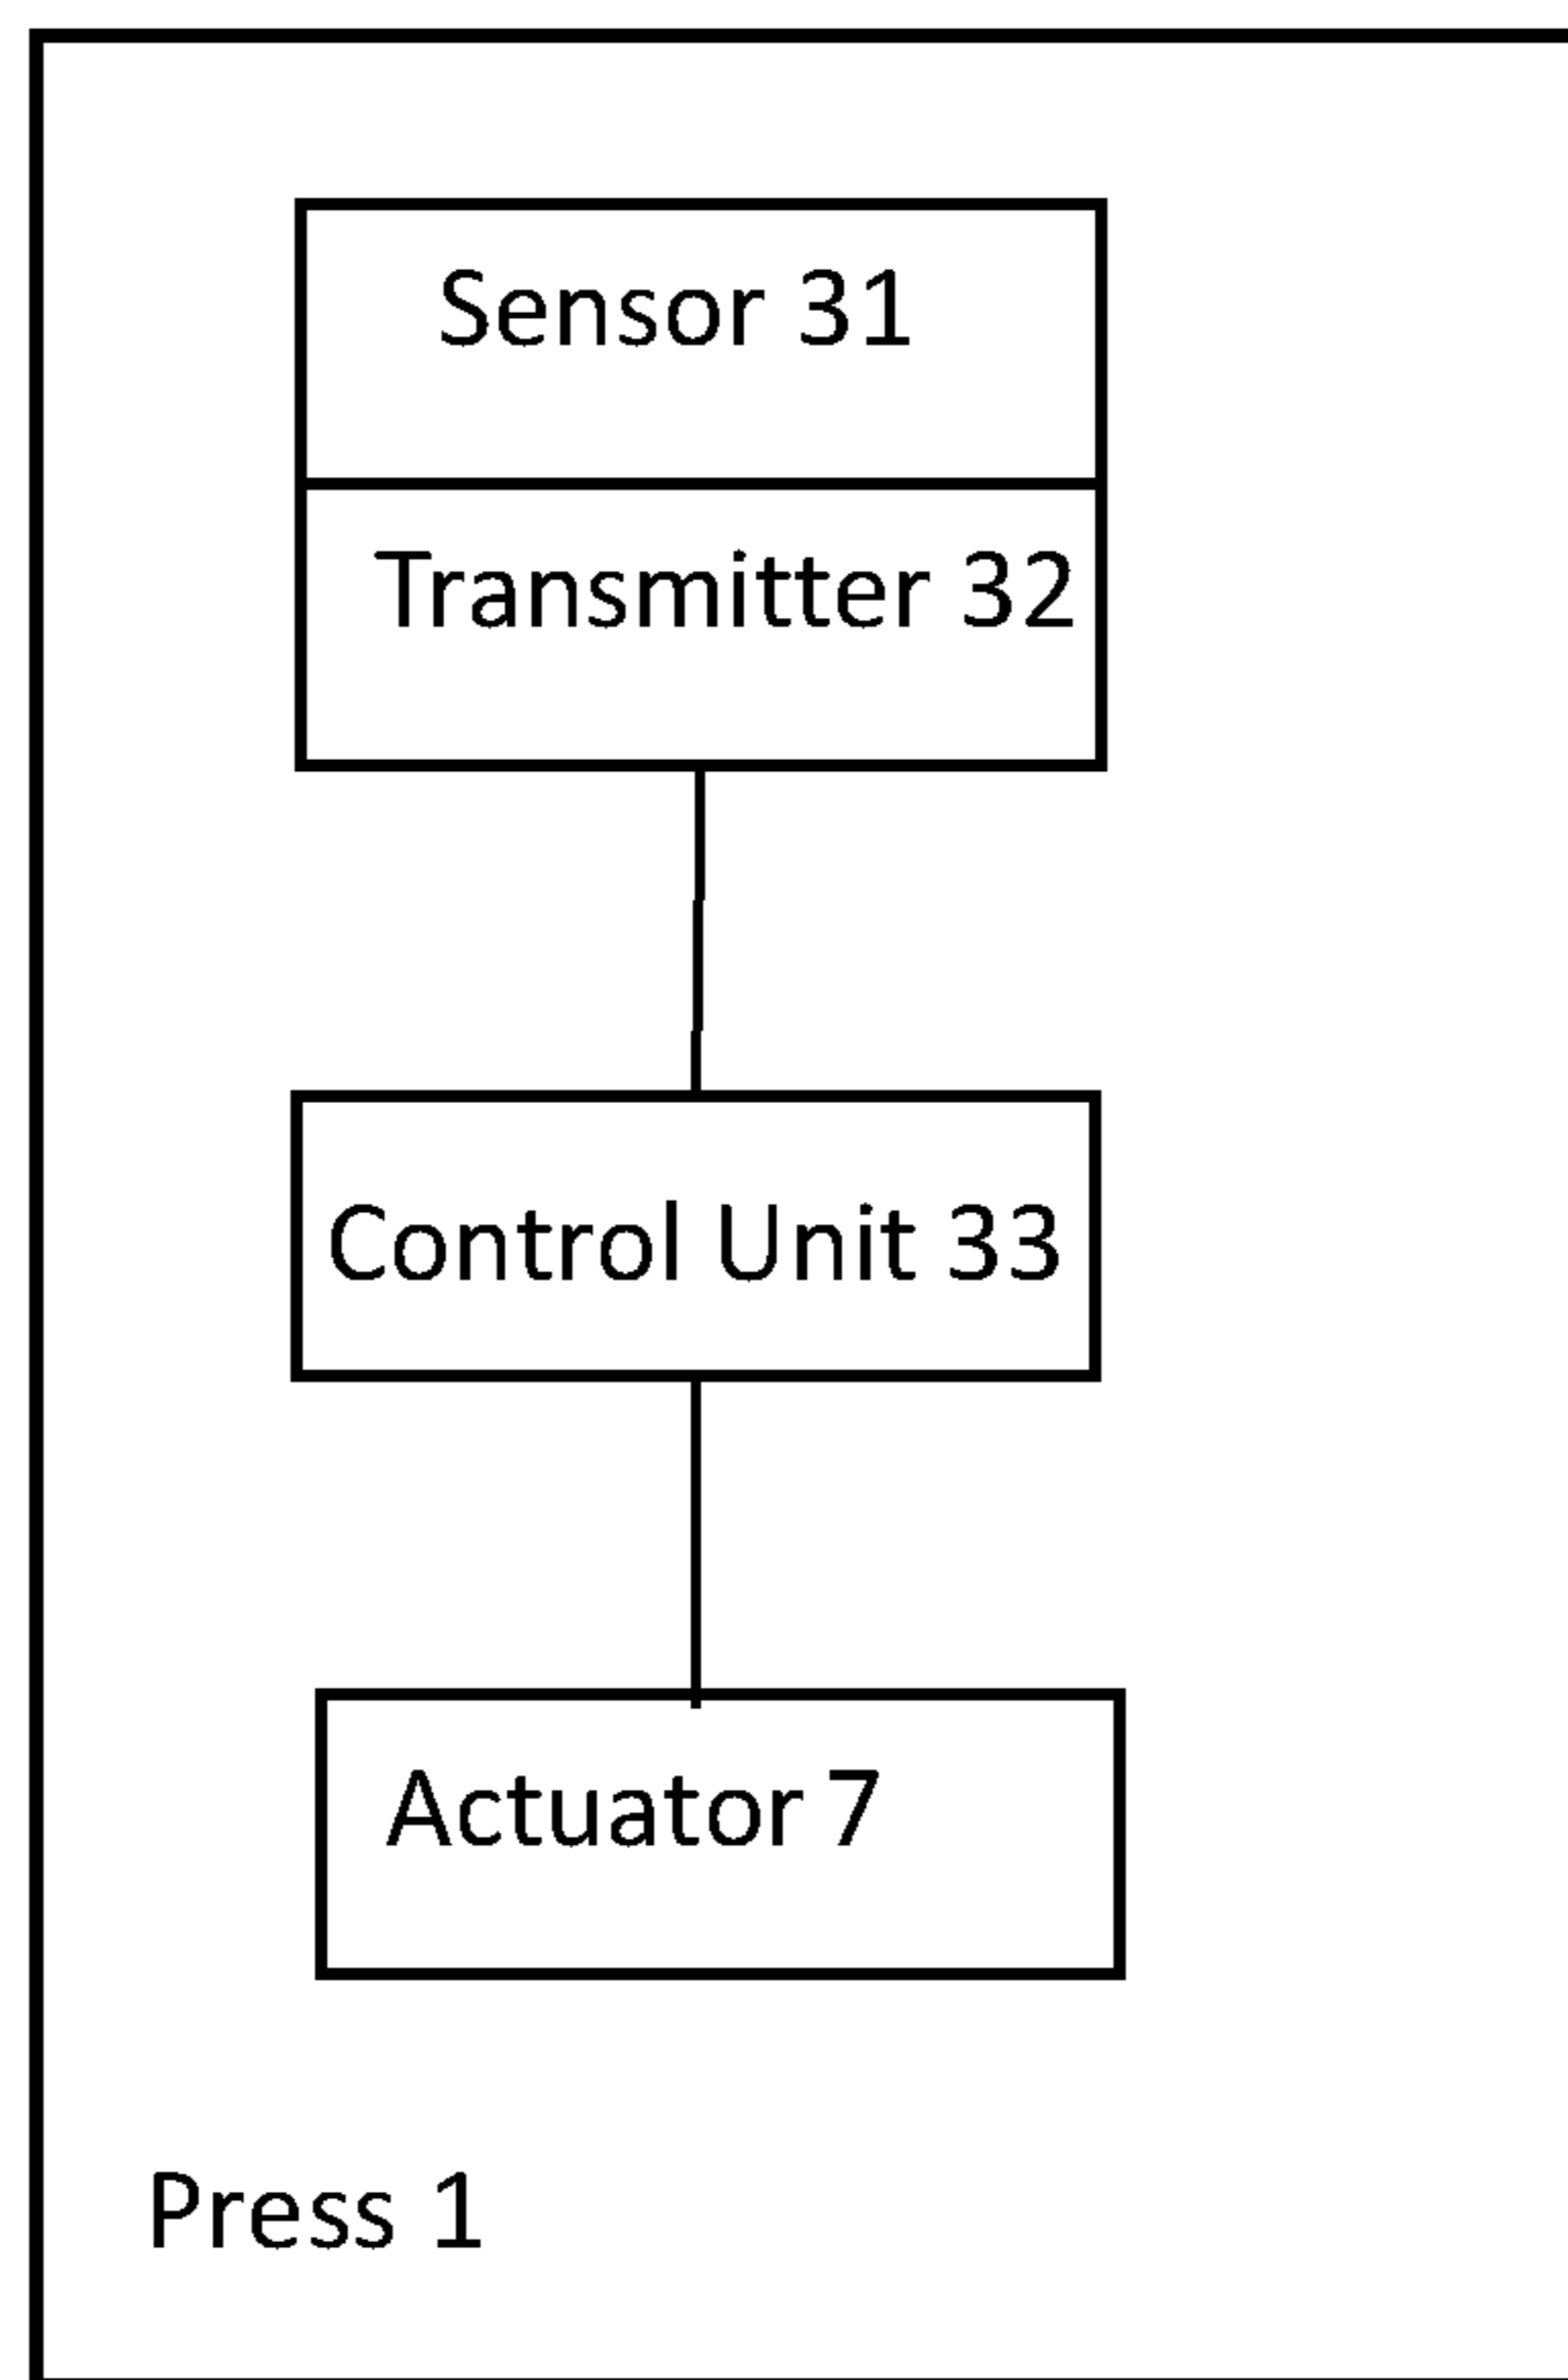 Sensor 31
Transmitter 32
Control Unit 33
Actuator 7
Press 1